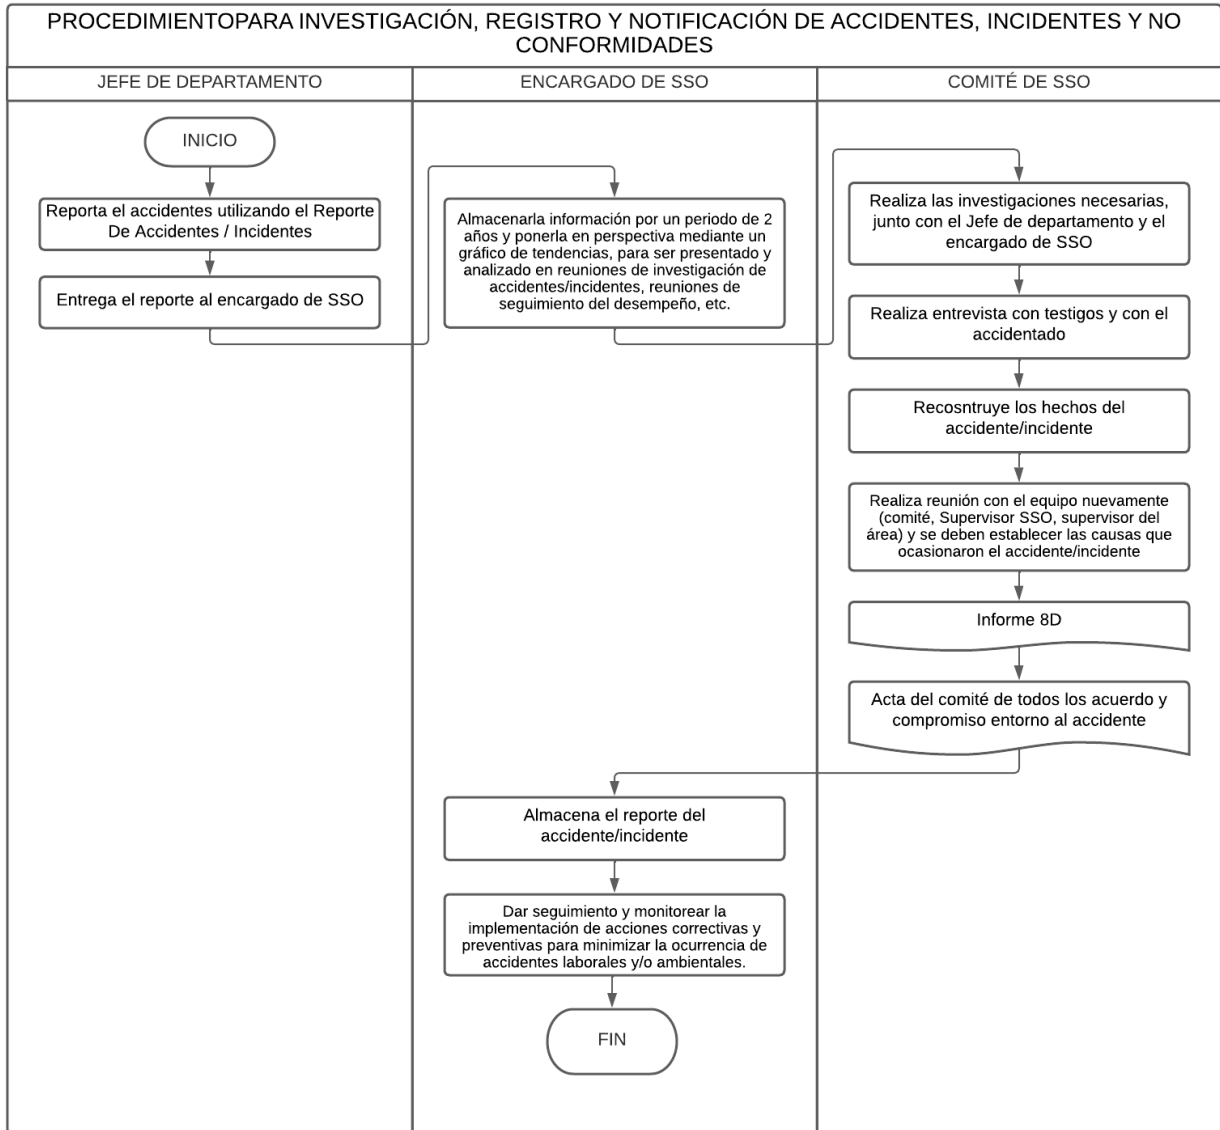 PROCEDIMIENTOPARA INVESTIGACIÓN, REGISTRO Y NOTIFICACIÓN DE ACCIDENTES, INCIDENTES Y NO
CONFORMIDADES
JEFE DE DEPARTAMENTO
ENCARGADO DE SSO
COMITÉ DE SSO
INICIO
Reporta el accidentes utilizando el Reporte
De Accidentes / Incidentes
Entrega el reporte al encargado de SSO
Almacenarla información por un periodo de 2
años y ponerla en perspectiva mediante un
gráfico de tendencias, para ser presentado y
analizado en reuniones de investigación de
accidentes/incidentes, reuniones de
seguimiento del desempeño, etc.
Realiza las investigaciones necesarias,
junto con el Jefe de departamento y el
encargado de SSO
Realiza entrevista con testigos y con el
accidentado
Recosntruye los hechos del
accidente/incidente
Realiza reunión con el equipo nuevamente
(comité, Supervisor SSO, supervisor del
área) y se deben establecer las causas que
ocasionaron el accidente/incidente
Informe 8D
Acta del comité de todos los acuerdo y
compromiso entorno al accidente
Almacena el reporte del
accidente/incidente
Dar seguimiento y monitorear la
implementación de acciones correctivas y
preventivas para minimizar la ocurrencia de
accidentes laborales y/o ambientales.
FIN